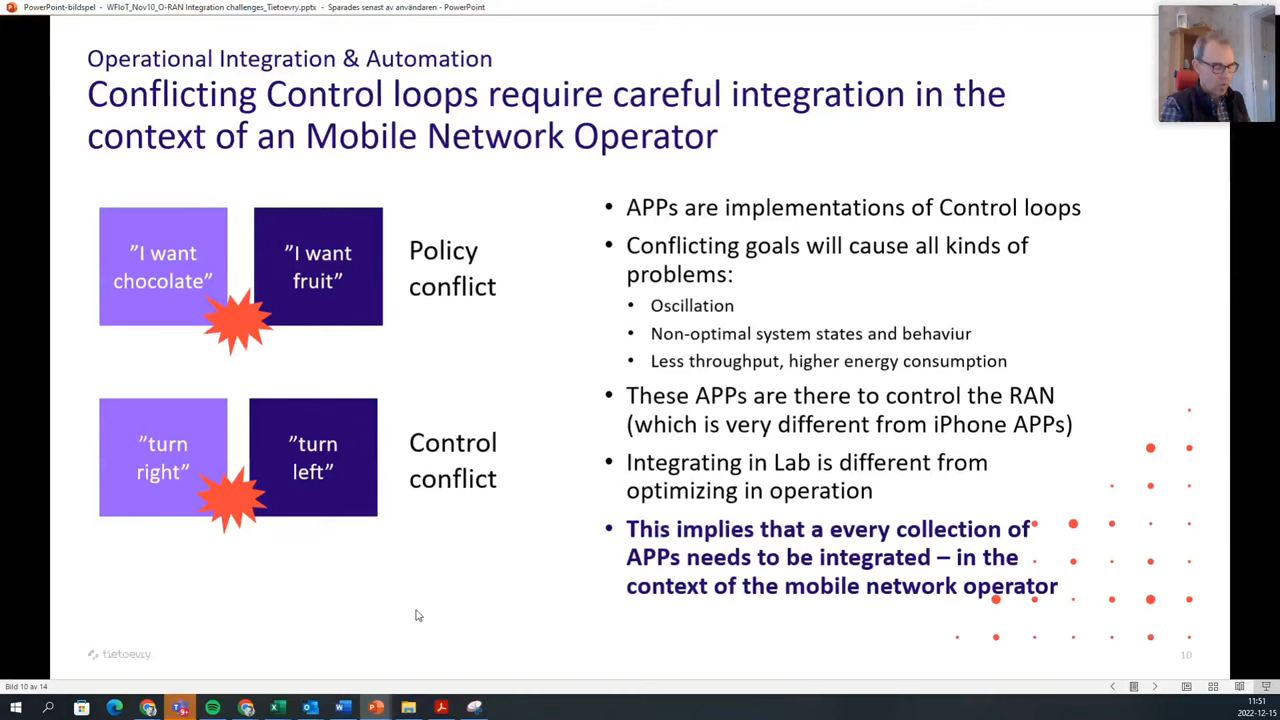 PowerPoint-bildspel - WFIoT_Nov10_O-RAN Integration challenges_Tietoevry.pptx - Sparades senast av användaren - PowerPoint
Operational Integration & Automation
Conflicting Control loops require careful integration in the
context of an Mobile Network Operator
”I want
chocolate”
”I want
fruit”
Policy
conflict
”turn
right”
”turn
left”
Control
conflict
• APPs are implementations of Control loops
• Conflicting goals will cause all kinds of
problems:
• Oscillation
• Non-optimal system states and behaviur
• Less throughput, higher energy consumption
• These APPs are there to control the RAN
(which is very different from iPhone APPs)
• Integrating in Lab is different from
optimizing in operation
• This implies that a every collection of
APPs needs to be integrated – in the
context of the mobile network operator
tietoevry
10
Bild 10 av 14
11:51
2022-12-15